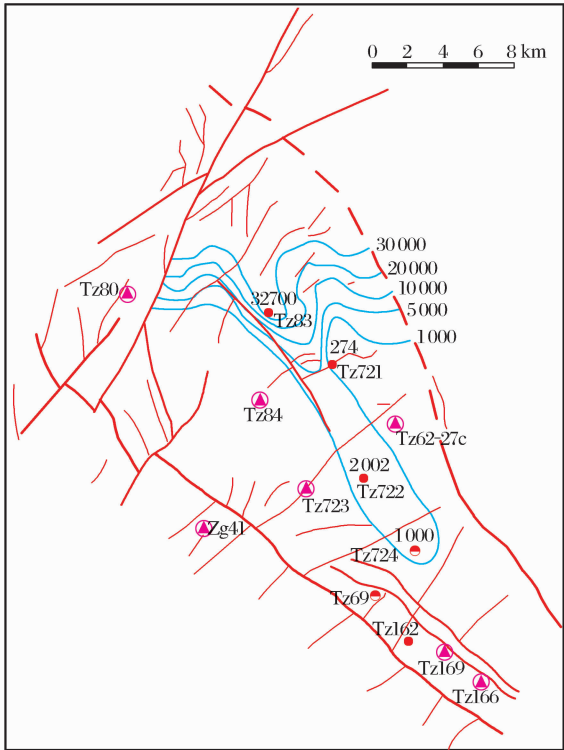 0 2 4 6 8 km
30 000
20 000
10 000
5 000
1 000
Tz80
32700
Tz83
274
Tz721
Tz84
Tz62-27c
2 002
Tz722
Tz723
Zg41
1 000
Tz724
Tz69
Tz162
Tz169
Tz166